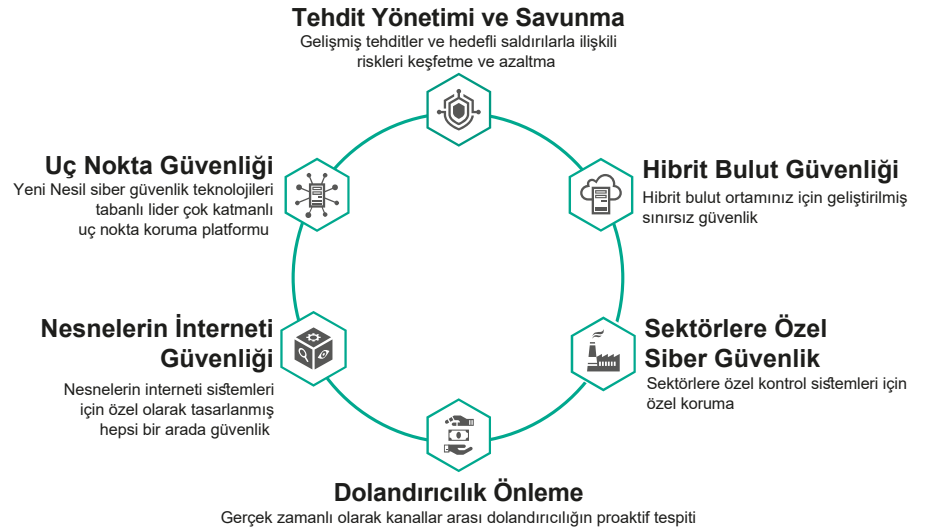 Tehdit Yönetimi ve Savunma
Gelişmiş tehditler ve hedefli saldırılarla ilişkili
riskleri keşfetme ve azaltma
Uç Nokta Güvenliği
Yeni Nesil siber güvenlik teknolojileri
tabanlı lider çok katmanlı
uç nokta koruma platformu
Hibrit Bulut Güvenliği
Hibrit bulut ortamınız için geliştirilmiş
sınırsız güvenlik
Nesnelerin İnterneti
Güvenliği
Nesnelerin interneti sistemleri
için özel olarak tasarlanmış
hepsi bir arada güvenlik
Sektörlere Özel
Siber Güvenlik
Sektörlere özel kontrol sistemleri için
özel koruma
Dolandırıcılık Önleme
Gerçek zamanlı olarak kanallar arası dolandırıcılığın proaktif tespiti